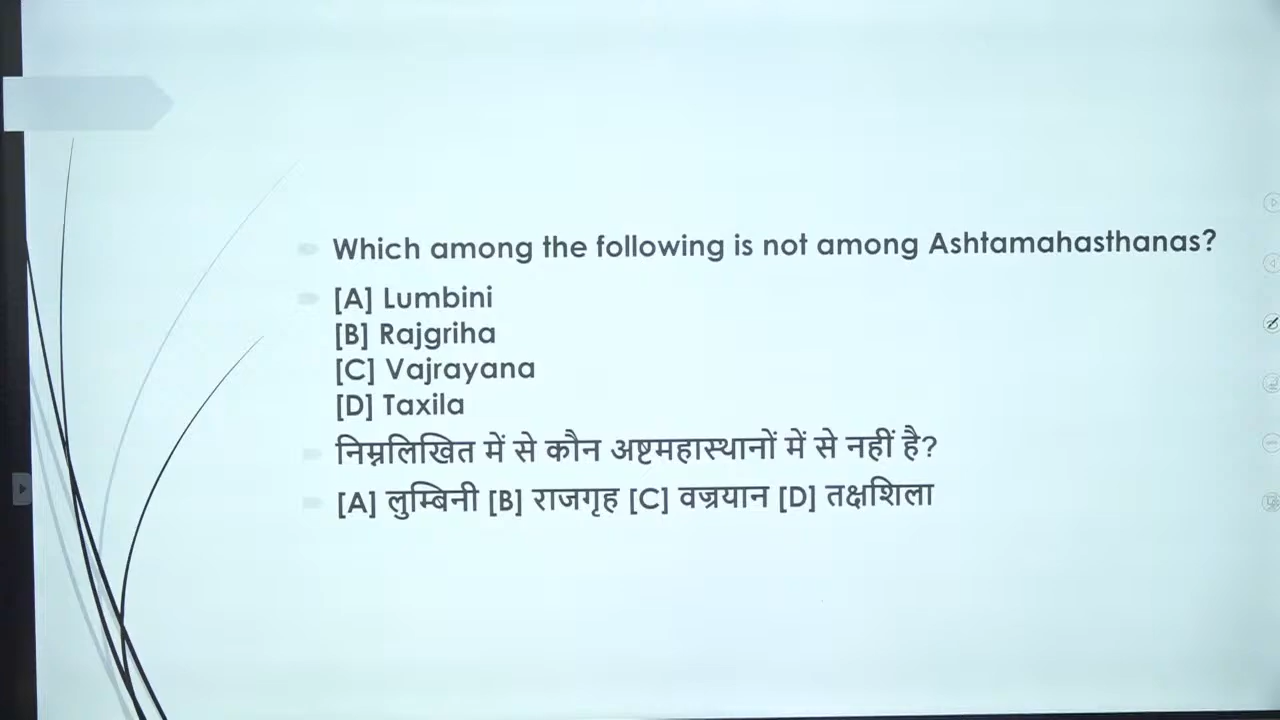 Which among the following is not among Ashtamahasthanas?
[A] Lumbini
[B] Rajgriha
[C] Vajrayana
[D] Taxila
निम्नलिखित में से कौन अष्टमहास्थानों में से नहीं है?
[A] लुम्बिनी [B] राजगृह [C] वज्रयान [D] तक्षशिला